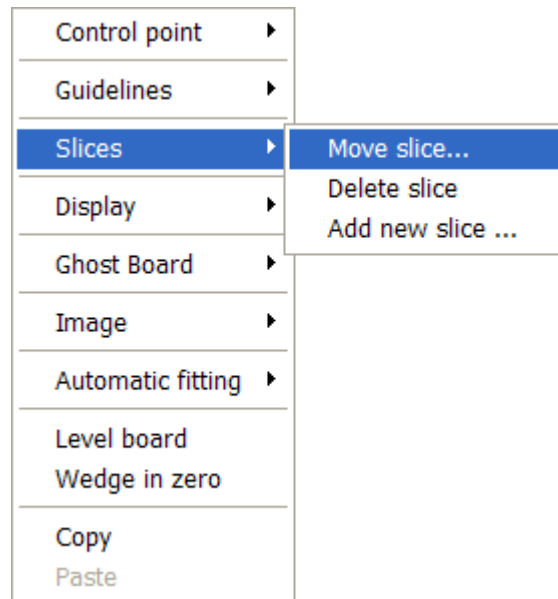 Control point
Guidelines
Slices
Move slice...
Delete slice
Add new slice ...
Display
Ghost Board
Image
Automatic fitting
Level board
Wedge in zero
Copy
Paste